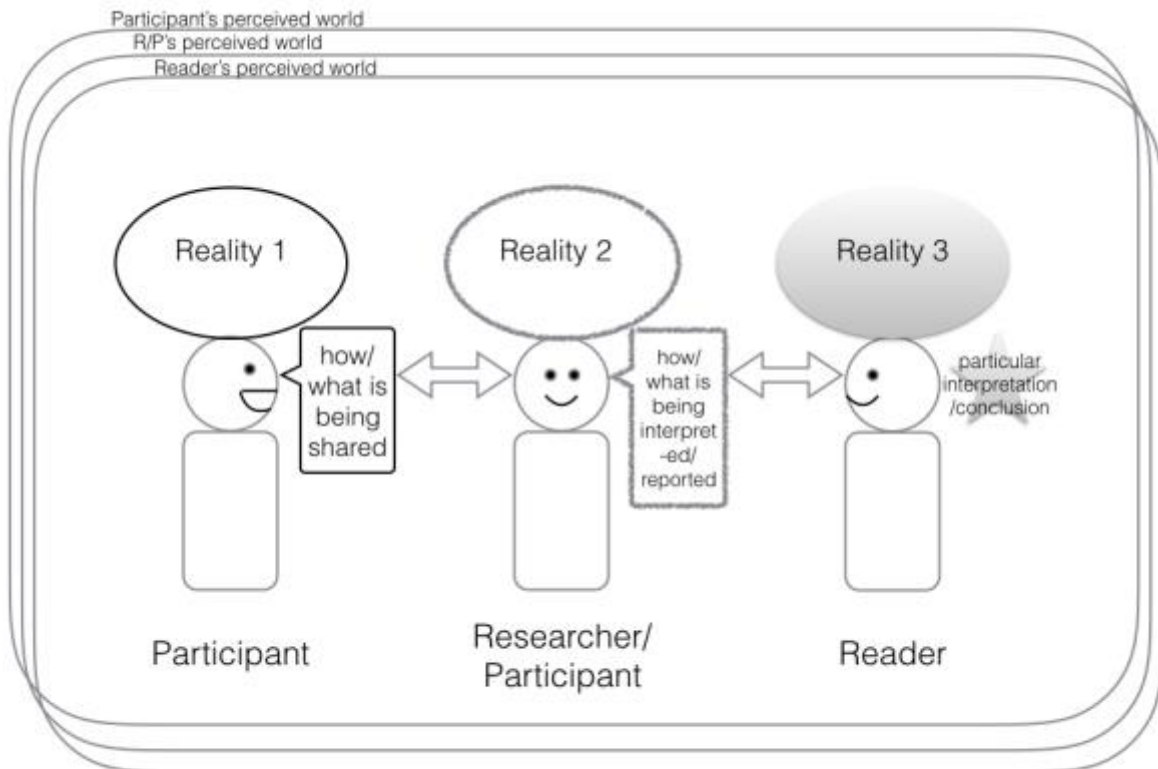 Participant's perceived world
R/P's perceived world
Reader's perceived world
Reality 1
Reality 2
Reality 3
how/
what is
being
shared
how/
what is
being
interpret
-ed/
reported
particular
interpretation
/conclusion
Participant
Researcher/
Participant
Reader